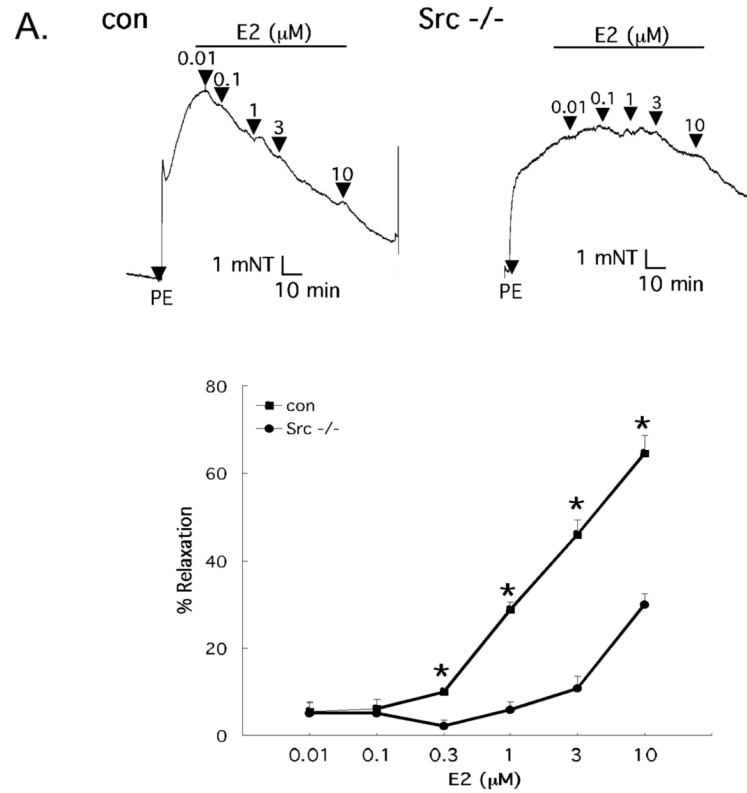 A.
con
E2 (μM)
0.01
0.1
1
3
10
PE
1 mNT
10 min
Src -/-
E2 (μM)
0.01
0.1
1
3
10
PE
1 mNT
10 min
% Relaxation
80
60
40
20
0
con
Src -/-
*
*
*
*
*
0.01
0.1
0.3
1
3
10
E2 (μM)